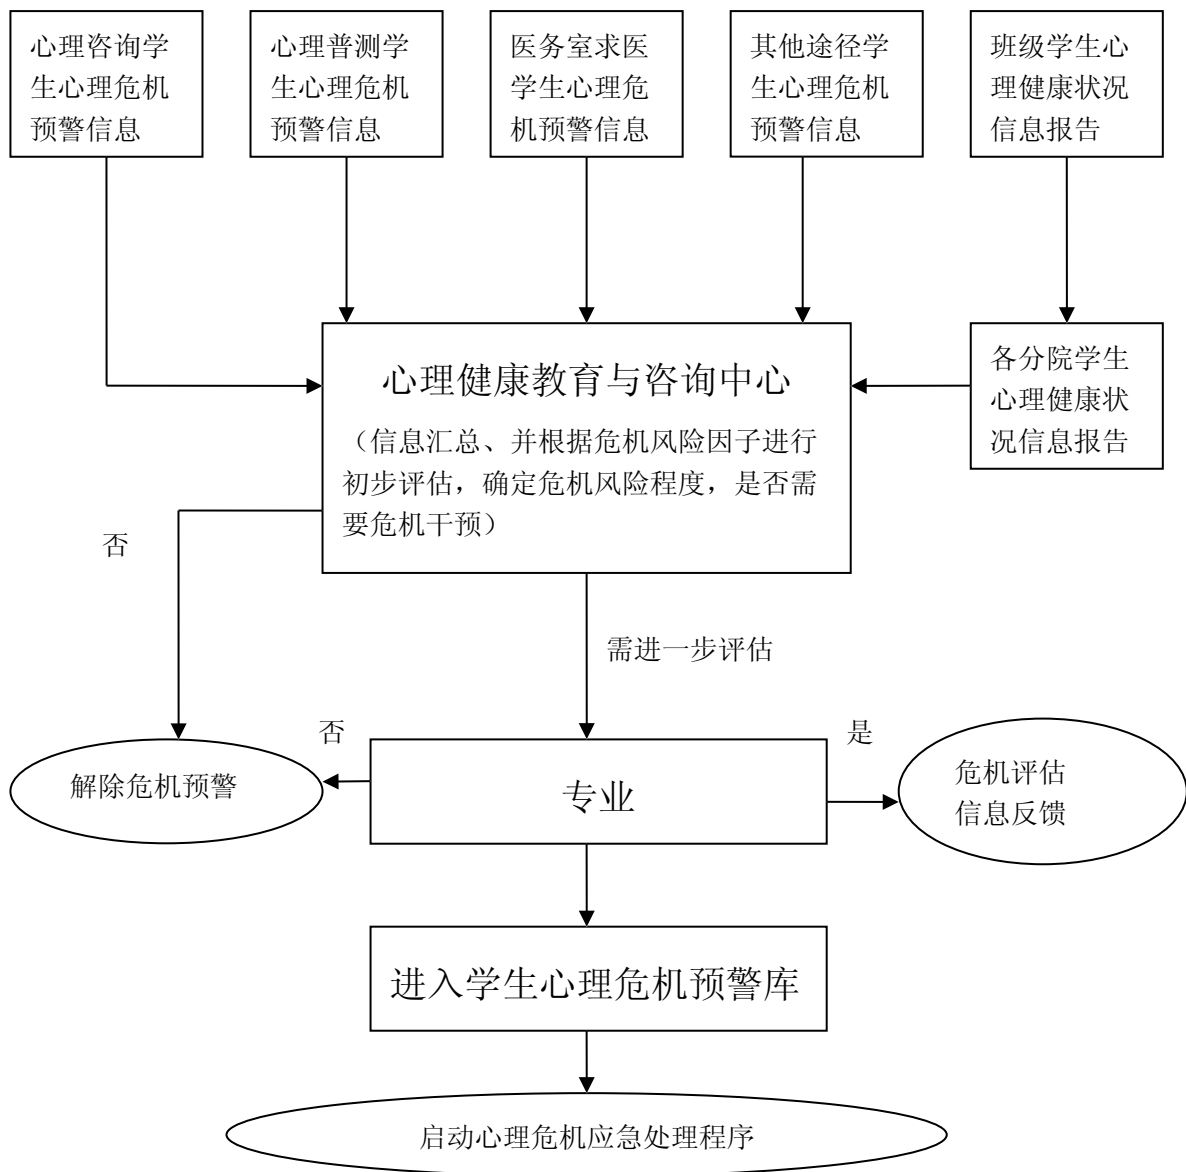 心理咨询学
生心理危机
预警信息
心理普测学
生心理危机
预警信息
医务室求医
学生心理危
机预警信息
其他途径学
生心理危机
预警信息
班级学生心
理健康状况
信息报告
心理健康教育与咨询中心
（信息汇总、并根据危机风险因子进行
初步评估，确定危机风险程度，是否需
要危机干预）
各分院学生
心理健康状
况信息报告
否
需进一步评估
否
是
解除危机预警
专业
危机评估
信息反馈
进入学生心理危机预警库
启动心理危机应急处理程序